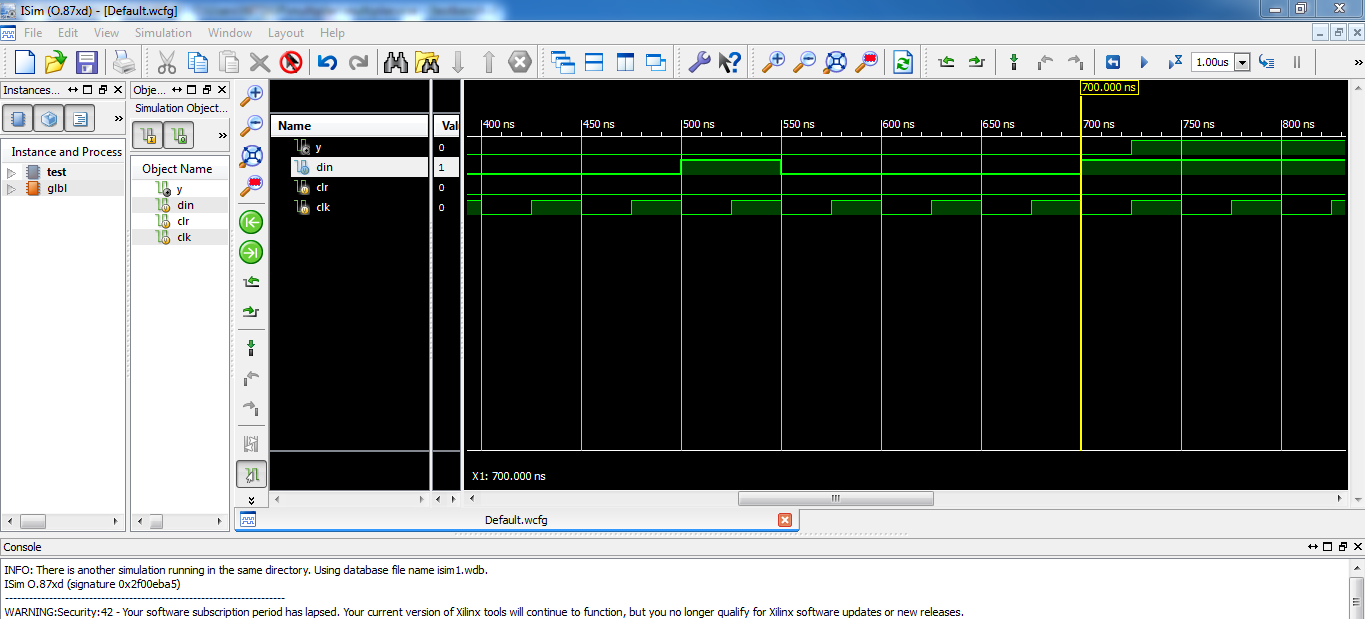 ISim (O.87xd) - [Default.wcfg]
File Edit View Simulation Window Layout Help
1.00us
Instances...
Obje...
Simulation Object...
Instance and Process
test
glbl
Object Name
y
din
clr
clk
Name
Val
y 0
din 1
clr 0
clk 0
700.000 ns
400 ns 450 ns 500 ns 550 ns 600 ns 650 ns 700 ns 750 ns 800 ns
X1: 700.000 ns
Default.wcfg
Console
INFO: There is another simulation running in the same directory. Using database file name isim1.wdb.
ISim O.87xd (signature 0x2f00eba5)
----------------------------------------------------------------------
WARNING:Security:42 - Your software subscription period has lapsed. Your current version of Xilinx tools will continue to function, but you no longer qualify for Xilinx software updates or new releases.